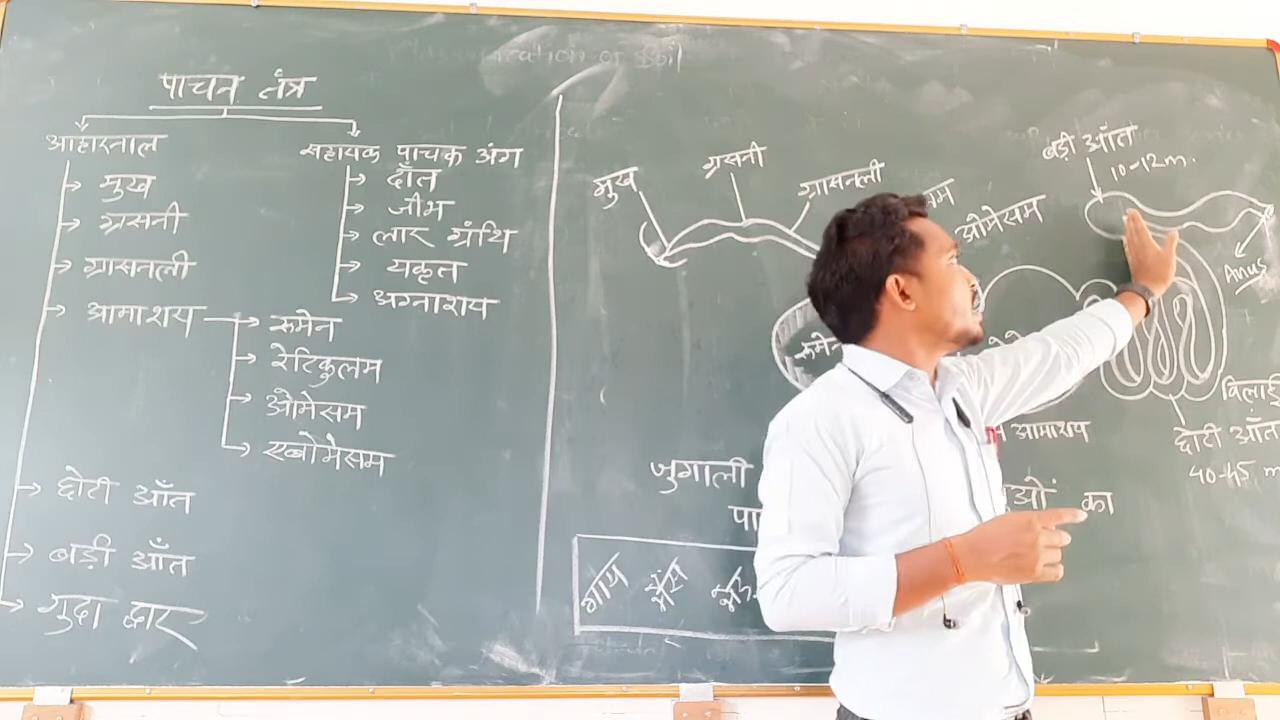 पाचन तंत्र
आहारनाल
मुख
ग्रसनी
ग्रासनली
आमाशय
रुमेन
रेटिकुलम
ओमेसम
एबोमेसम
छोटी आँत
बड़ी आँत
गुदा द्वार
सहायक पाचक अंग
दाँत
जीभ
लार ग्रंथि
यकृत
अग्नाशय
मुख
ग्रसनी
ग्रासनली
ओमेसम
बड़ी आँत
10-12 m.
Anus
रुमेन
आमाशय
विलाई
छोटी आँत
40-45 m
जुगाली
का
गाय भैंस